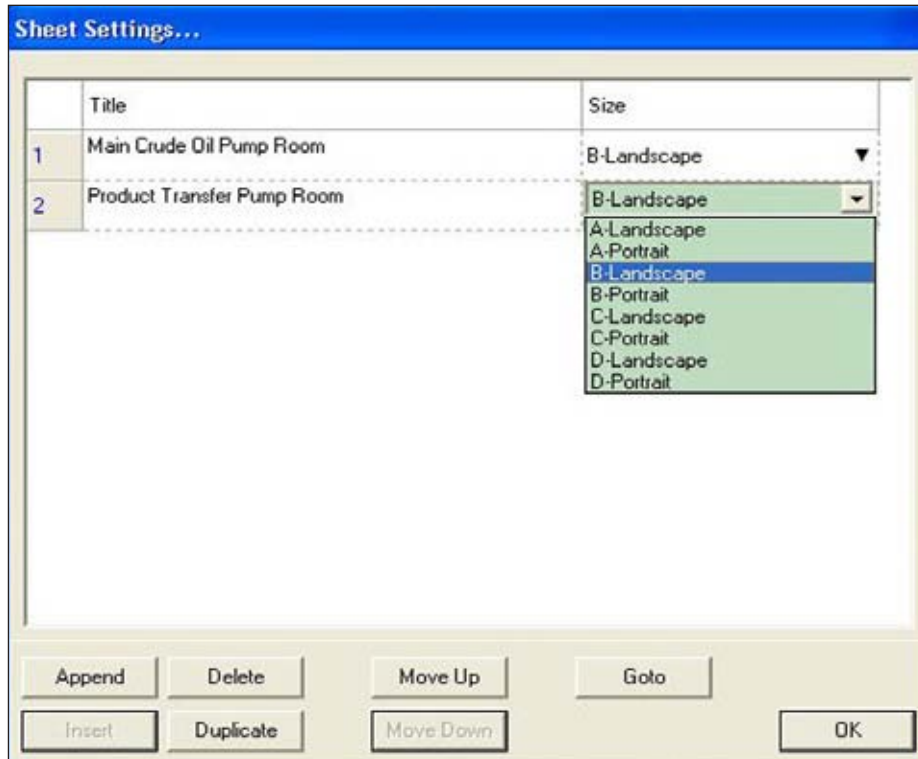 Sheet Settings...
Title Size
1 Main Crude Oil Pump Room B-Landscape
2 Product Transfer Pump Room B-Landscape
A-Landscape
A-Portrait
B-Landscape
B-Portrait
C-Landscape
C-Portrait
D-Landscape
D-Portrait
Append Delete Move Up Goto
Insert Duplicate Move Down OK